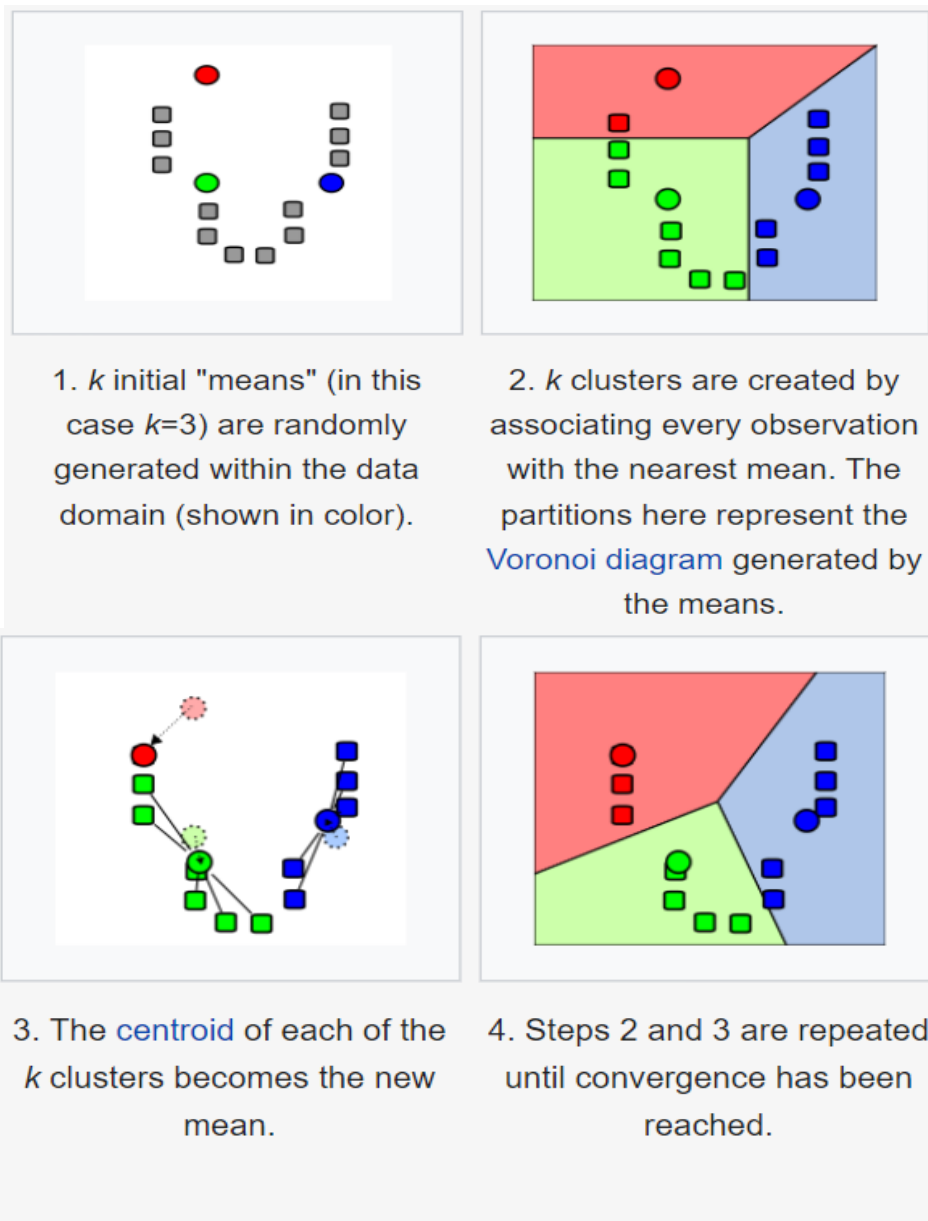 1. k initial "means" (in this
case k=3) are randomly
generated within the data
domain (shown in color).
2. k clusters are created by
associating every observation
with the nearest mean. The
partitions here represent the
Voronoi diagram generated by
the means.
3. The centroid of each of the
k clusters becomes the new
mean.
4. Steps 2 and 3 are repeated
until convergence has been
reached.